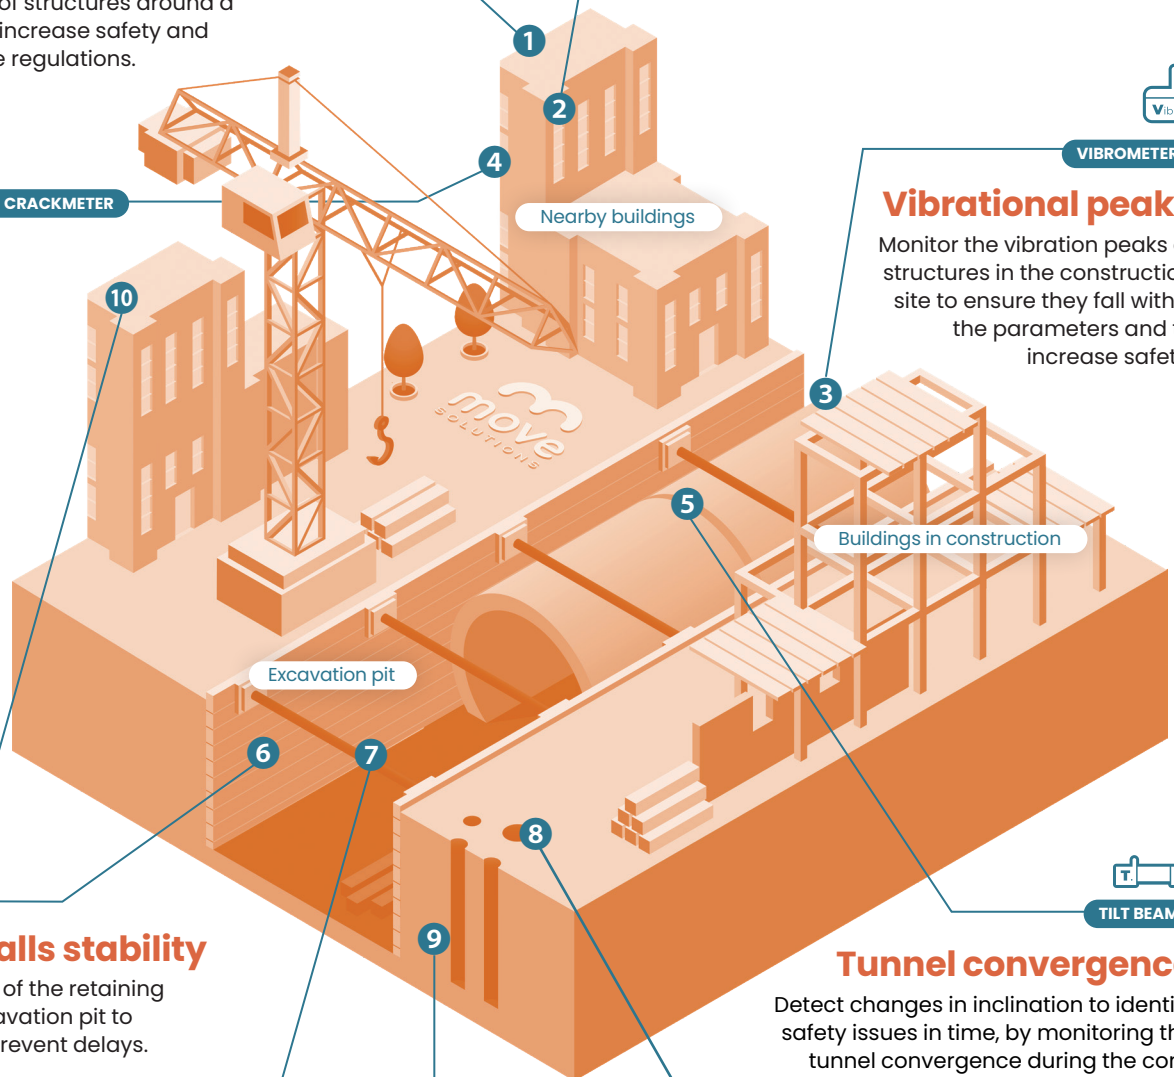 of structures around a
increase safety and
e regulations.
1
2
Vib
VIBROMETER
4
CRACKMETER
Vibrational peak
Nearby buildings
Monitor the vibration peaks
structures in the constructio
site to ensure they fall with
the parameters and
increase safet
10
3
move
SOLUTIONS
5
Buildings in construction
Excavation pit
6
7
8
T.
TILT BEAM
9
alls stability
of the retaining
avation pit to
revent delays.
Tunnel convergenc
Detect changes in inclination to identi
safety issues in time, by monitoring th
tunnel convergence during the con